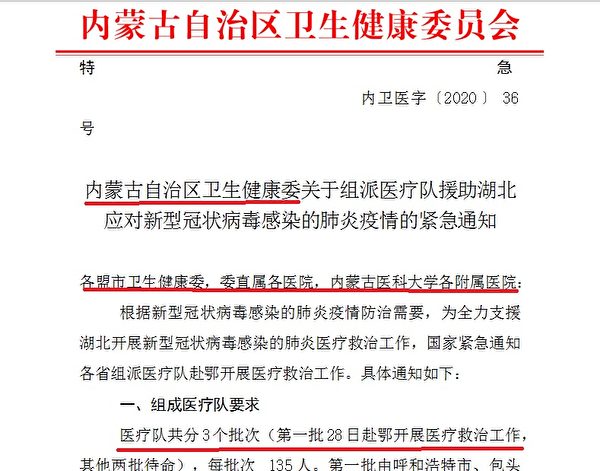 内蒙古自治区卫生健康委员会
特 急
内卫医字〔2020〕36
号
内蒙古自治区卫生健康委关于组派医疗队援助湖北
应对新型冠状病毒感染的肺炎疫情的紧急通知
各盟市卫生健康委，委直属各医院，内蒙古医科大学各附属医院：
根据新型冠状病毒感染的肺炎疫情防治需要，为全力支援
湖北开展新型冠状病毒感染的肺炎医疗救治工作，国家紧急通知
各省组派医疗队赴鄂开展医疗救治工作。具体通知如下：
一、组成医疗队要求
医疗队共分3个批次（第一批28日赴鄂开展医疗救治工作，
其他两批待命），每批次 135人。第一批由呼和浩特市、包头